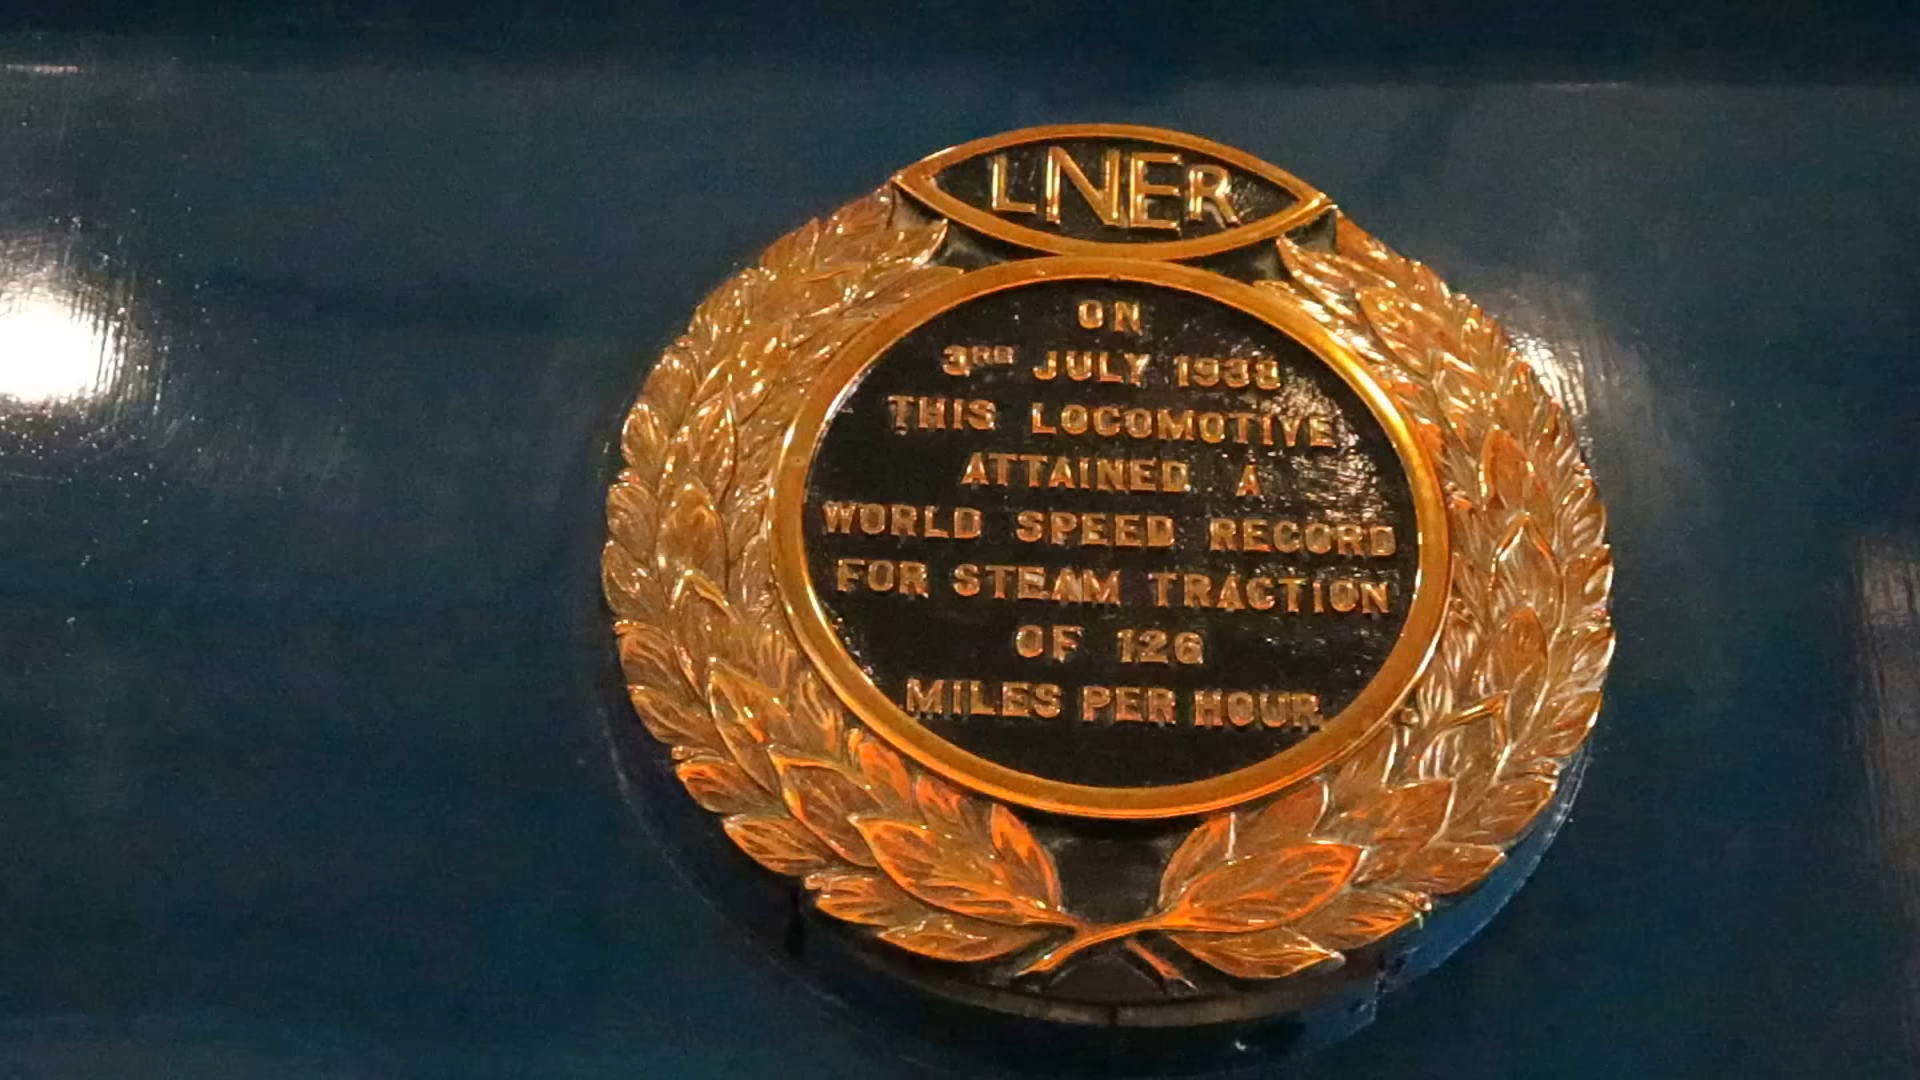 LNER
ON
3RD JULY 1938
THIS LOCOMOTIVE
ATTAINED A
WORLD SPEED RECORD
FOR STEAM TRACTION
OF 126
MILES PER HOUR